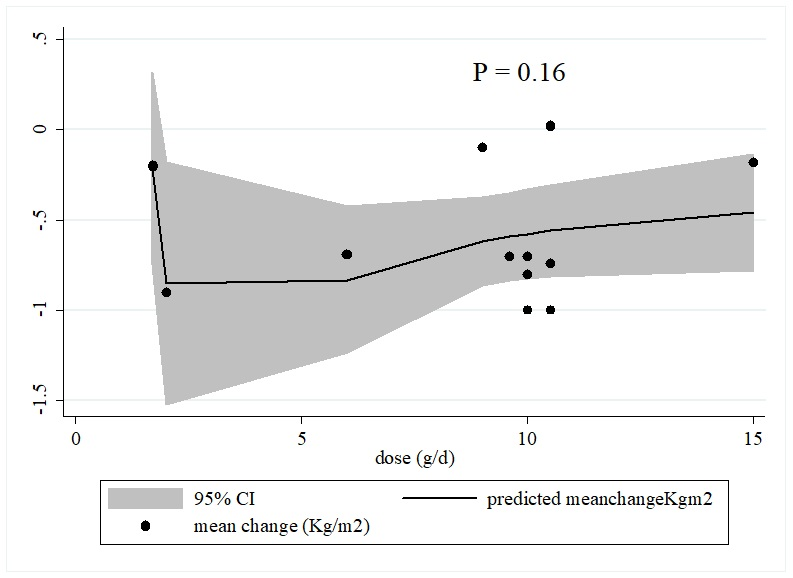 P = 0.16
.5
0
-.5
-1
-1.5
0 5 10 15
dose (g/d)
95% CI predicted meanchangeKgm2
mean change (Kg/m2)